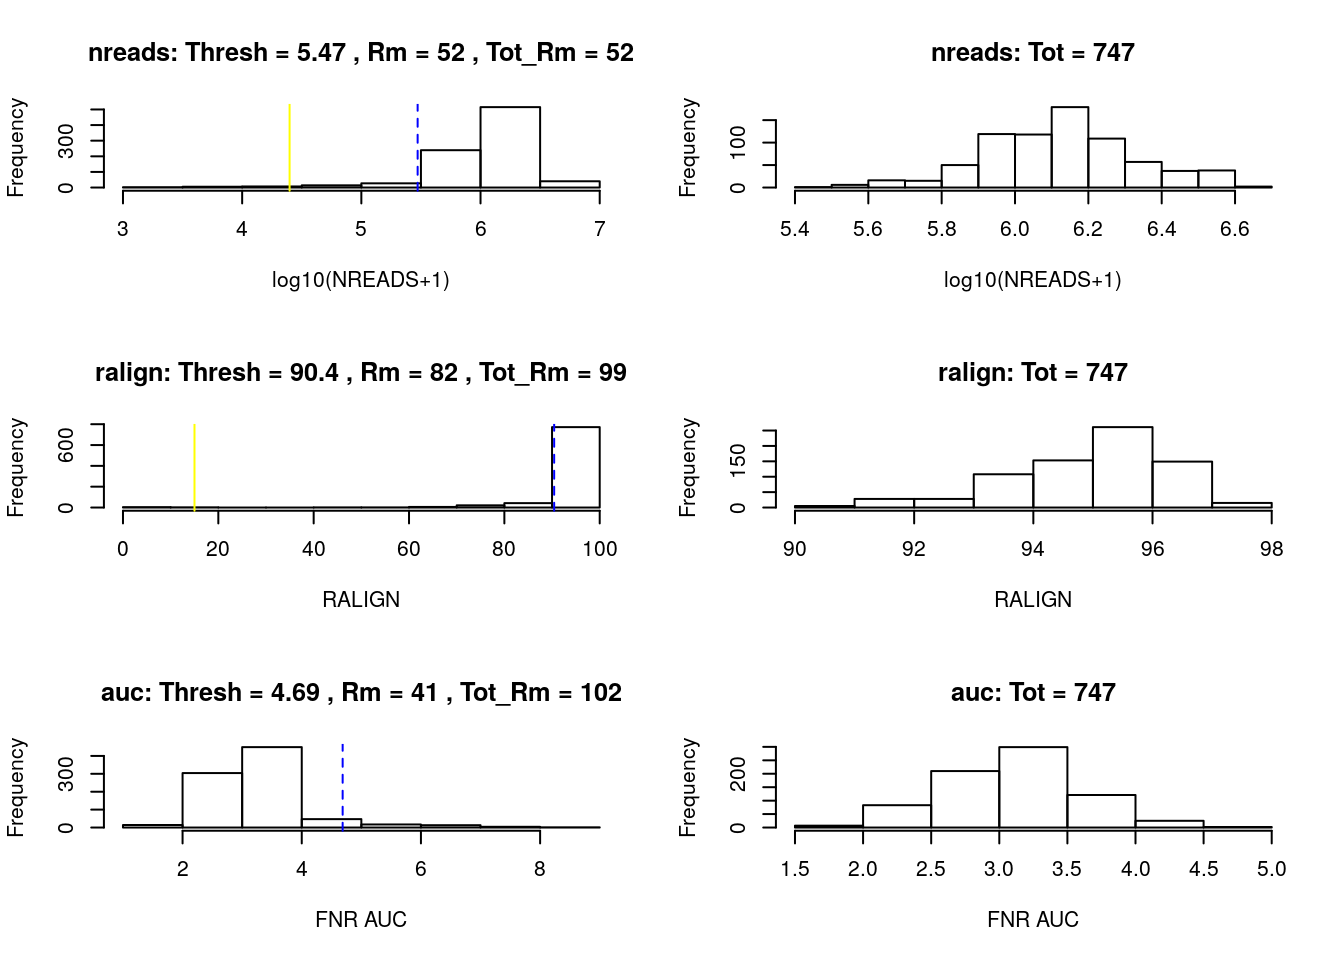 nreads: Thresh = 5.47 , Rm = 52 , Tot_Rm = 52
Frequency
300
0
3 4 5 6 7
log10(NREADS+1)
nreads: Tot = 747
Frequency
100
0
5.4 5.6 5.8 6.0 6.2 6.4 6.6
log10(NREADS+1)
ralign: Thresh = 90.4 , Rm = 82 , Tot_Rm = 99
Frequency
600
0
0 20 40 60 80 100
RALIGN
ralign: Tot = 747
Frequency
150
0
90 92 94 96 98
RALIGN
auc: Thresh = 4.69 , Rm = 41 , Tot_Rm = 102
Frequency
300
0
2 4 6 8
FNR AUC
auc: Tot = 747
Frequency
200
0
1.5 2.0 2.5 3.0 3.5 4.0 4.5 5.0
FNR AUC